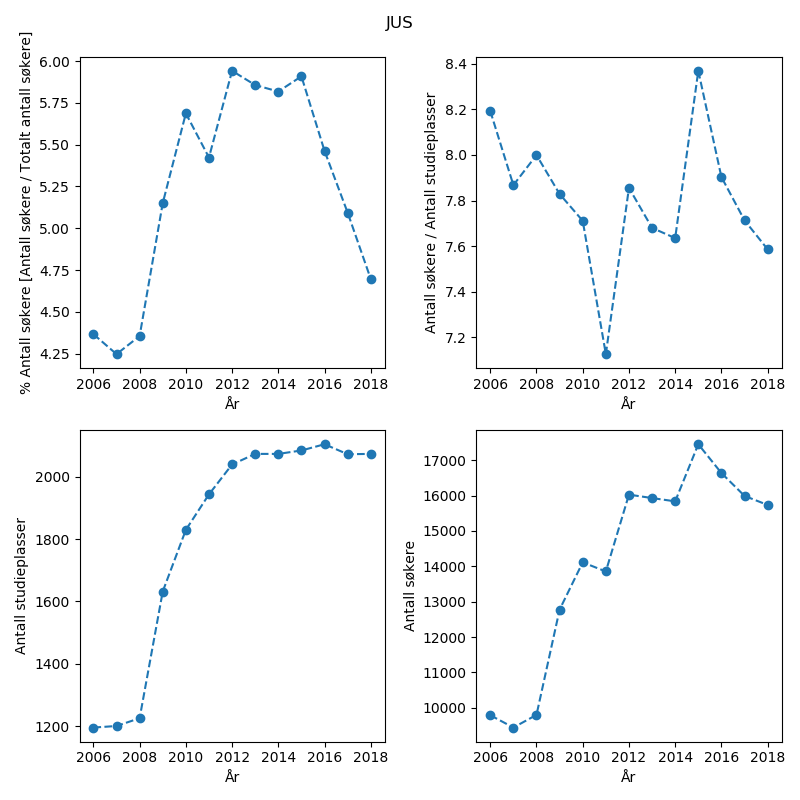 JUS
% Antall søkere [Antall søkere / Totalt antall søkere]
6.00
5.75
5.50
5.25
5.00
4.75
4.50
4.25
2006 2008 2010 2012 2014 2016 2018
År
Antall søkere / Antall studieplasser
8.4
8.2
8.0
7.8
7.6
7.4
7.2
2006 2008 2010 2012 2014 2016 2018
År
Antall studieplasser
2000
1800
1600
1400
1200
2006 2008 2010 2012 2014 2016 2018
År
Antall søkere
17000
16000
15000
14000
13000
12000
11000
10000
2006 2008 2010 2012 2014 2016 2018
År